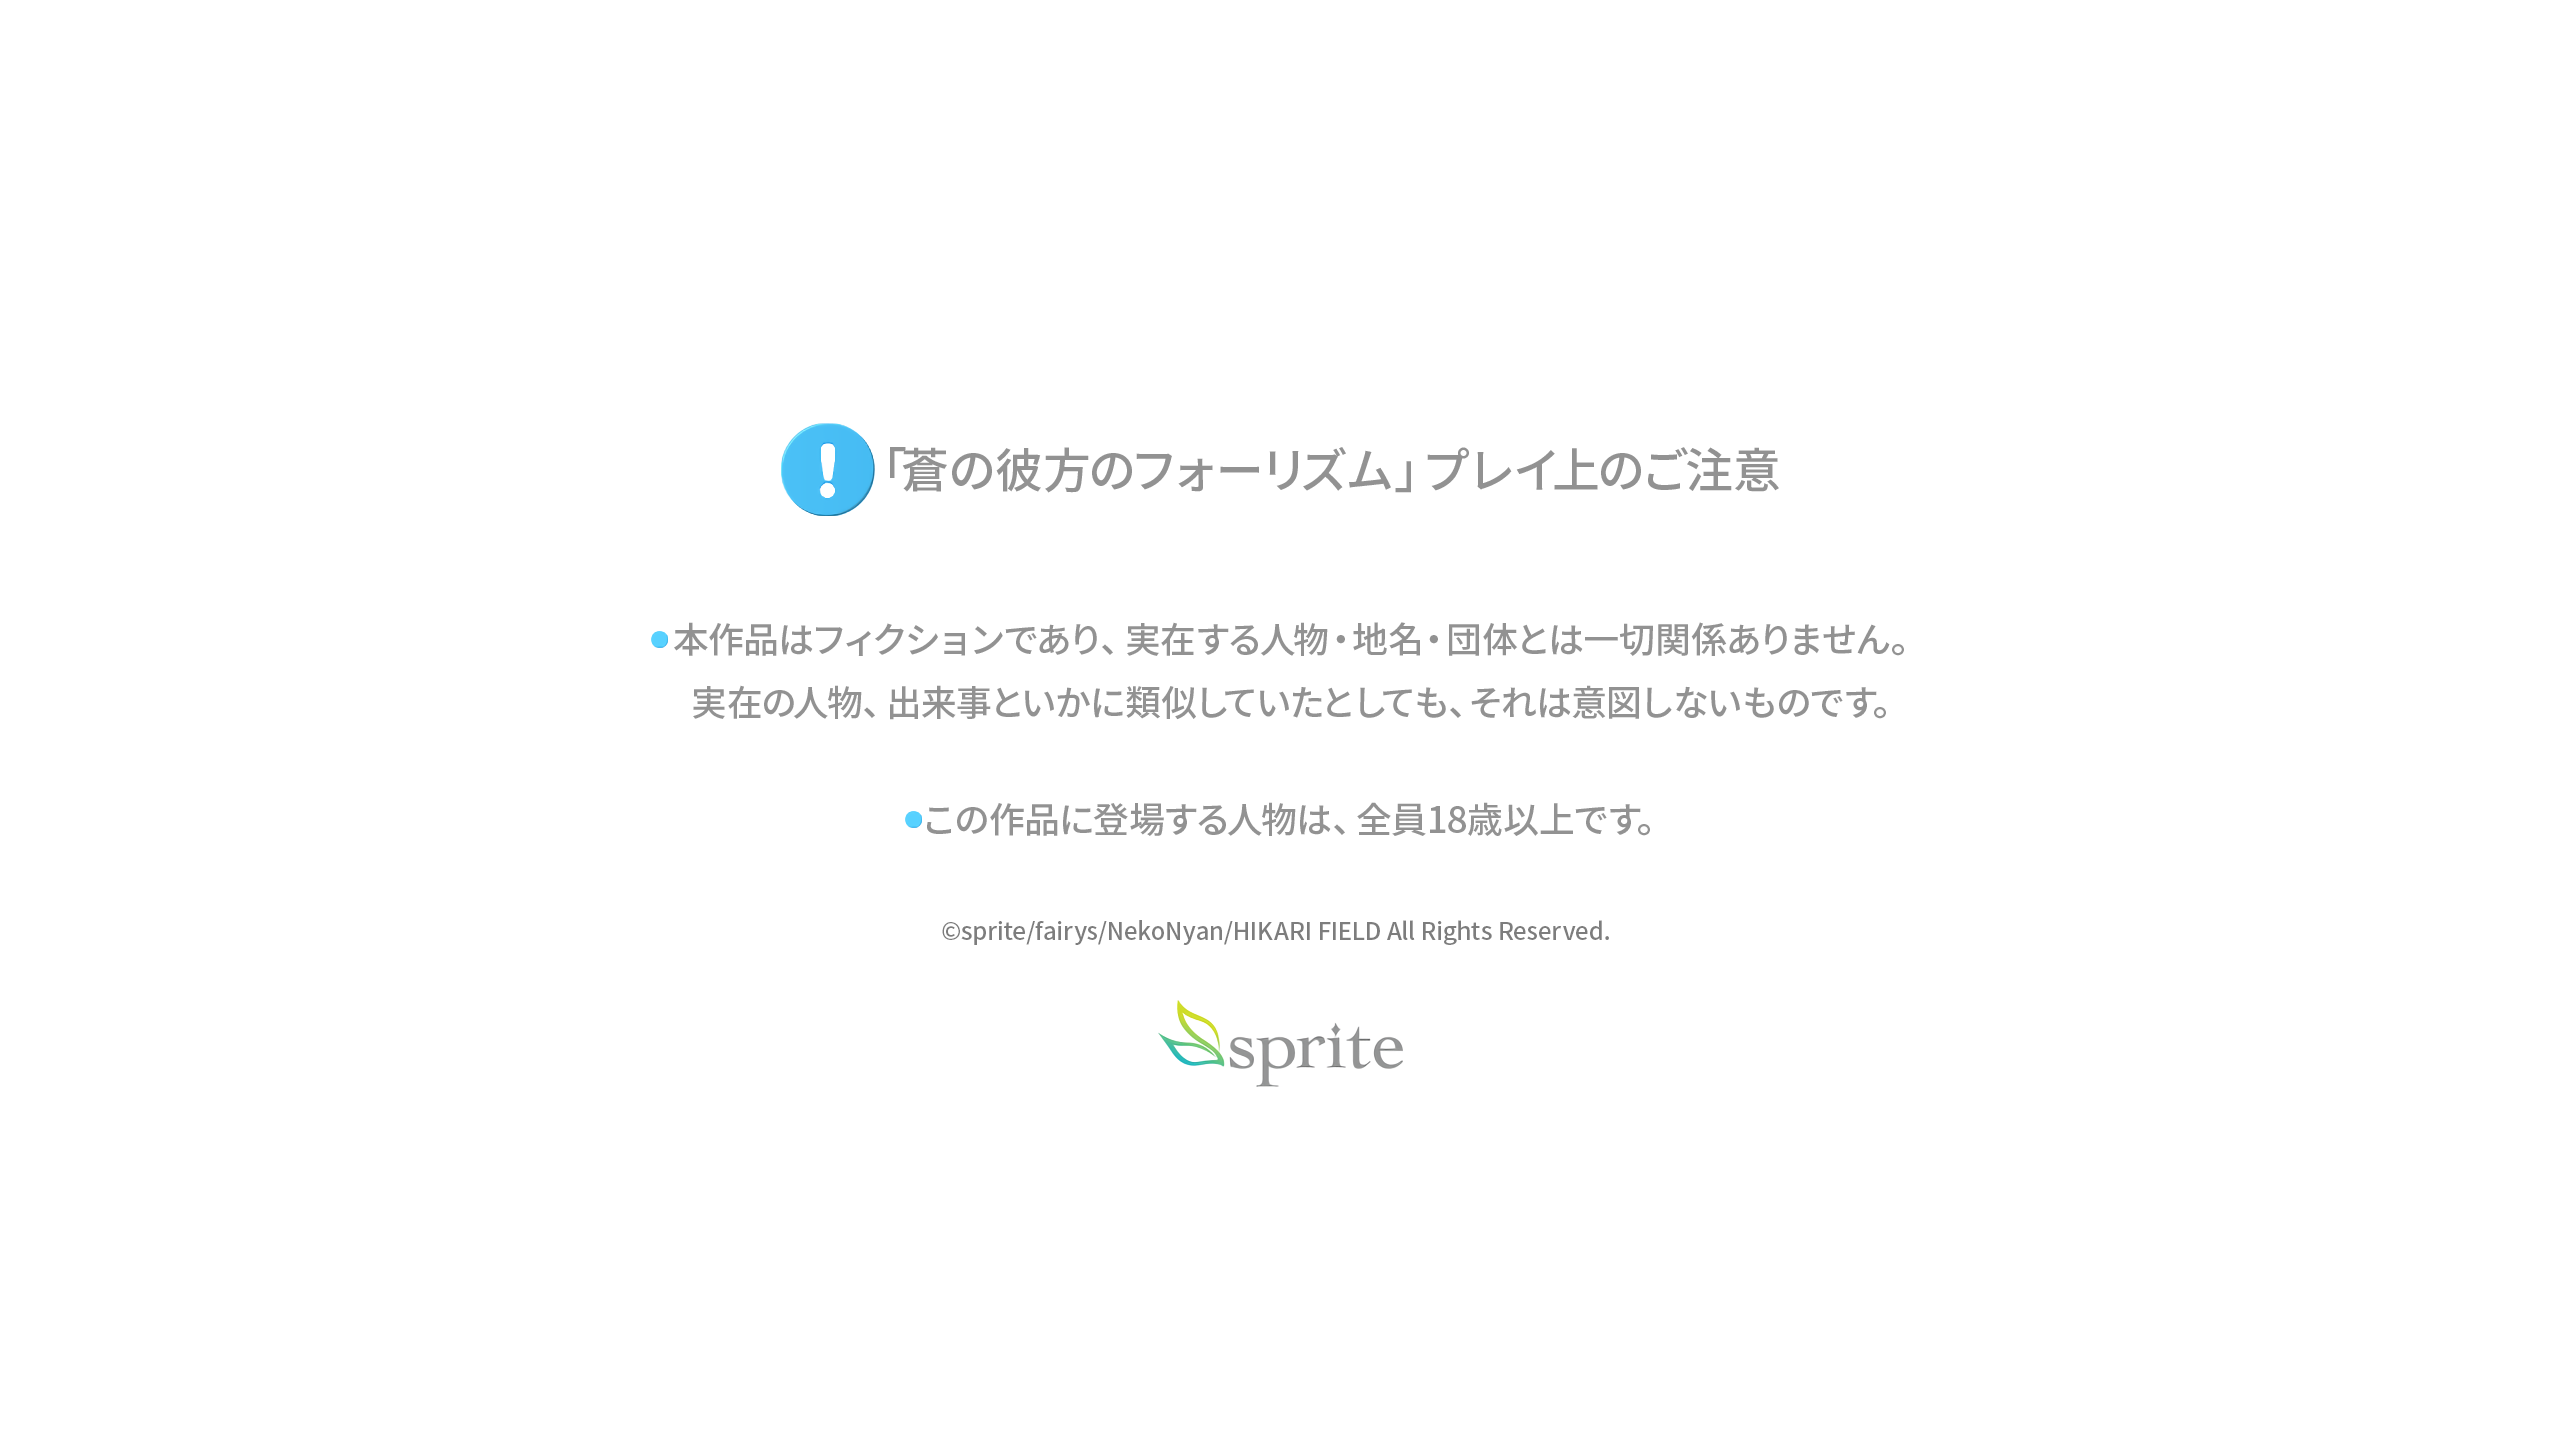 「蒼の彼方のフォーリズム」プレイ上のご注意
●本作品はフィクションであり、実在する人物・地名・団体とは一切関係ありません。
実在の人物、出来事といかに類似していたとしても、それは意図しないものです。
●この作品に登場する人物は、全員18歳以上です。
©sprite/fairys/NekoNyan/HIKARI FIELD All Rights Reserved.
sprite